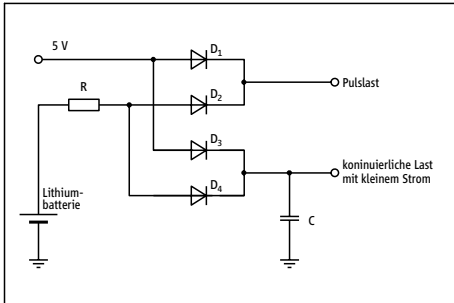 5 V
D1
R
Pulslast
D2
D3
koninuierliche Last
mit kleinem Strom
Lithium-
batterie
D4
C